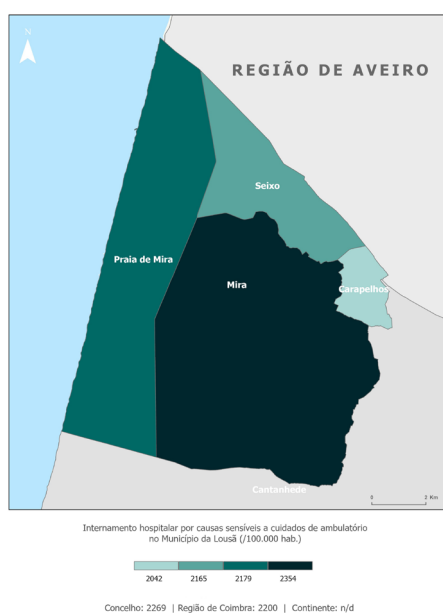 N
REGIÃO DE AVEIRO
Seixo
Praia de Mira
Mira
Carapelhos
Cantanhede
0 2 Km
Internamento hospitalar por causas sensíveis a cuidados de ambulatório
no Município da Lousã (/100.000 hab.)
2042 2165 2179 2354
Concelho: 2269 | Região de Coimbra: 2200 | Continente: n/d